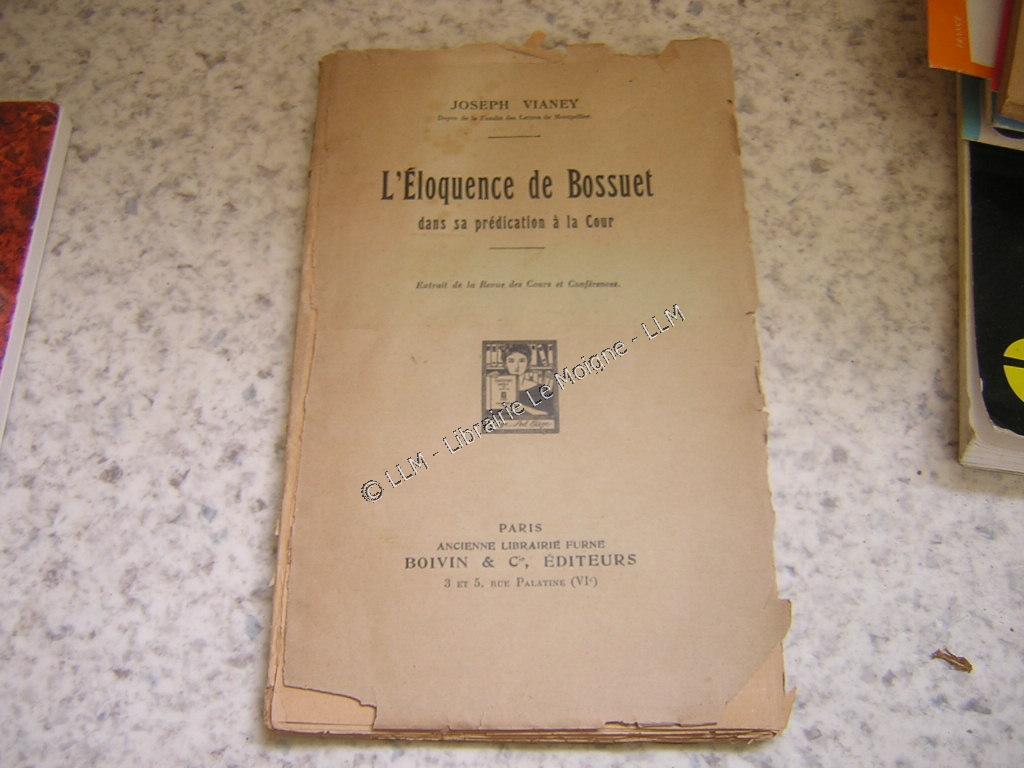 JOSEPH VIANEY
Doyen de la Faculté des Lettres de Montpellier.
L'Éloquence de Bossuet
dans sa prédication à la Cour
Extrait de la Revue des Cours et Conférences.
© LLM - Librairie Le Moigne - LLM
PARIS
ANCIENNE LIBRAIRIE FURNE
BOIVIN & Cie, ÉDITEURS
3 ET 5, RUE PALATINE (VIe)
FRANCE